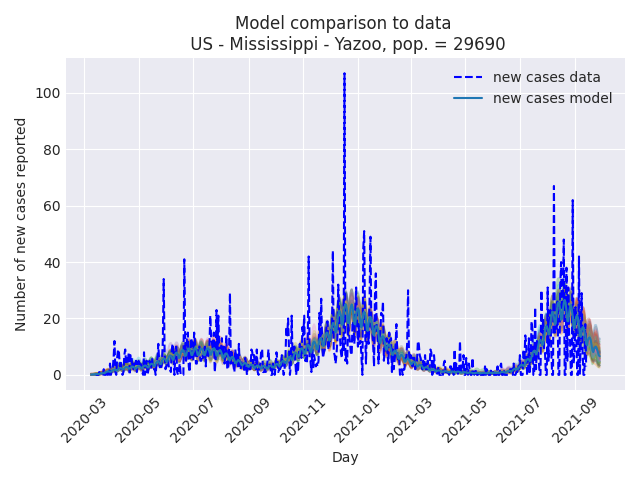 Model comparison to data
US - Mississippi - Yazoo, pop. = 29690
new cases data
new cases model
Number of new cases reported
100
80
60
40
20
0
2020-03
2020-05
2020-07
2020-09
2020-11
2021-01
2021-03
2021-05
2021-07
2021-09
Day